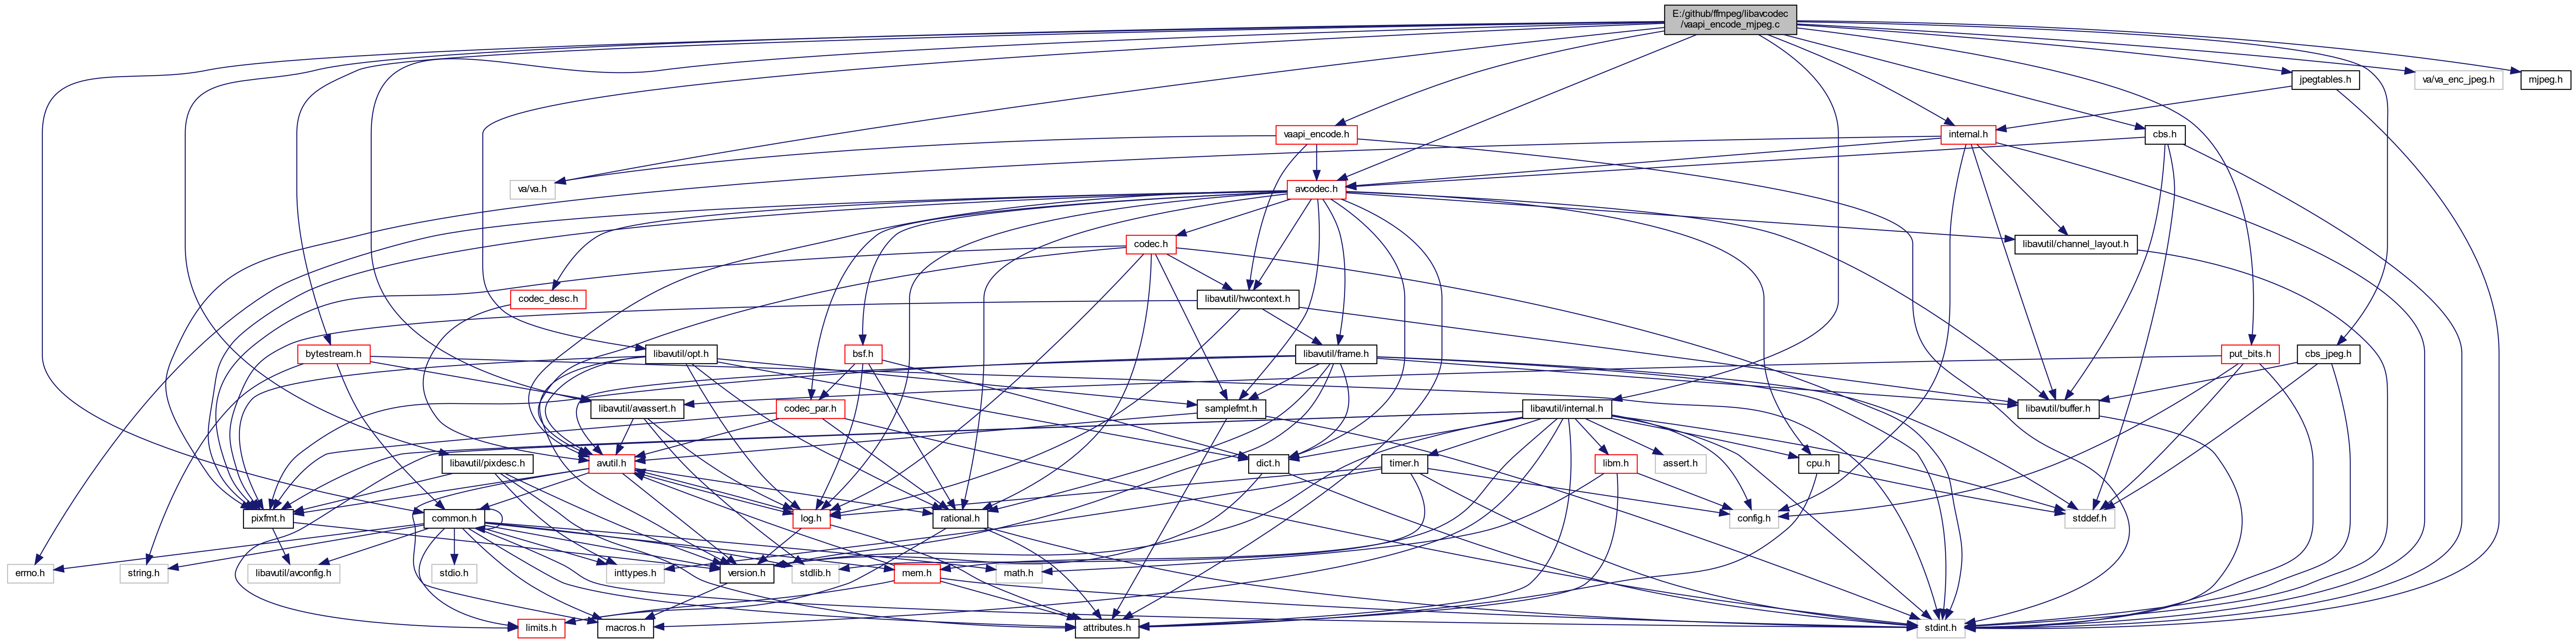 E:/github/ffmpeg/libavcodec
/vaapi_encode_mjpeg.c
jpegtables.h
va/va_enc_jpeg.h
mjpeg.h
vaapi_encode.h
internal.h
cbs.h
va/va.h
avcodec.h
codec.h
libavutil/channel_layout.h
codec_desc.h
libavutil/hwcontext.h
bytestream.h
libavutil/opt.h
bsf.h
libavutil/frame.h
put_bits.h
cbs_jpeg.h
libavutil/avassert.h
codec_par.h
samplefmt.h
libavutil/internal.h
libavutil/buffer.h
libavutil/pixdesc.h
avutil.h
dict.h
timer.h
libm.h
assert.h
cpu.h
pixfmt.h
common.h
log.h
rational.h
config.h
stddef.h
errno.h
string.h
libavutil/avconfig.h
stdio.h
inttypes.h
version.h
stdlib.h
mem.h
math.h
limits.h
macros.h
attributes.h
stdint.h